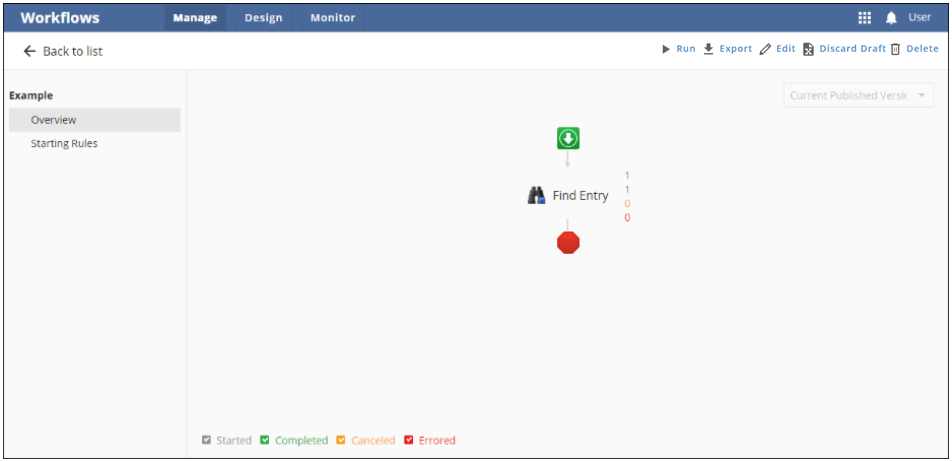 Workflows Manage Design Monitor User
Back to list Run Export Edit Discard Draft Delete
Example
Overview
Starting Rules
Current Published Versic
Find Entry
1
1
0
0
Started Completed Canceled Errored